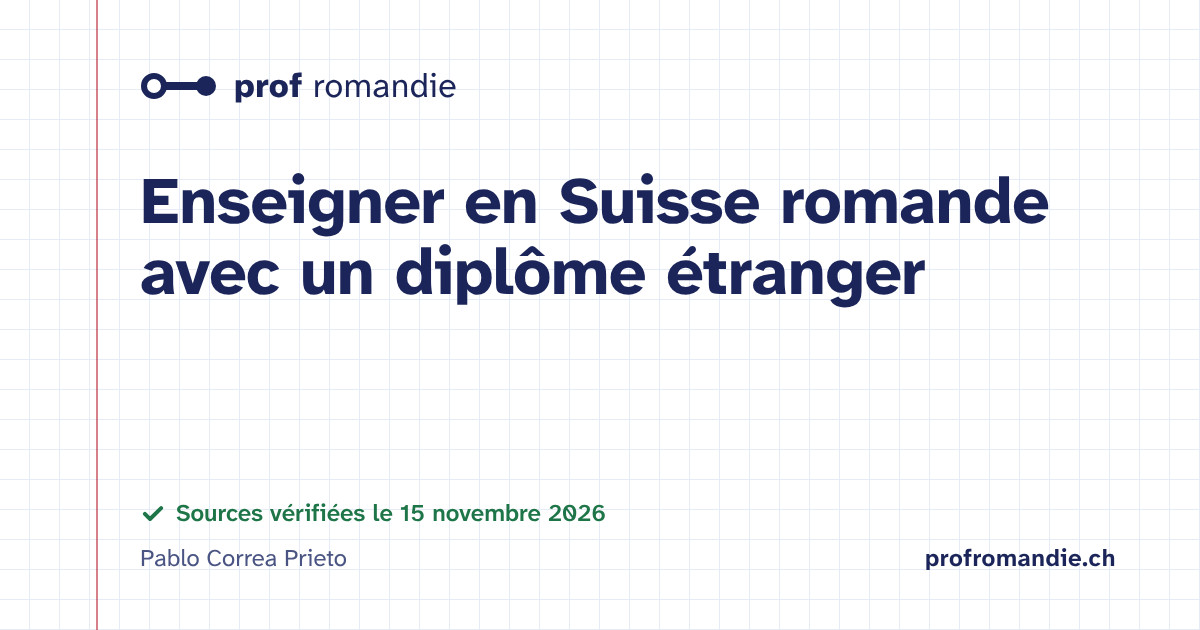 prof romandie
Enseigner en Suisse romande
avec un diplôme étranger
Sources vérifiées le 15 novembre 2026
Pablo Correa Prieto
profromandie.ch